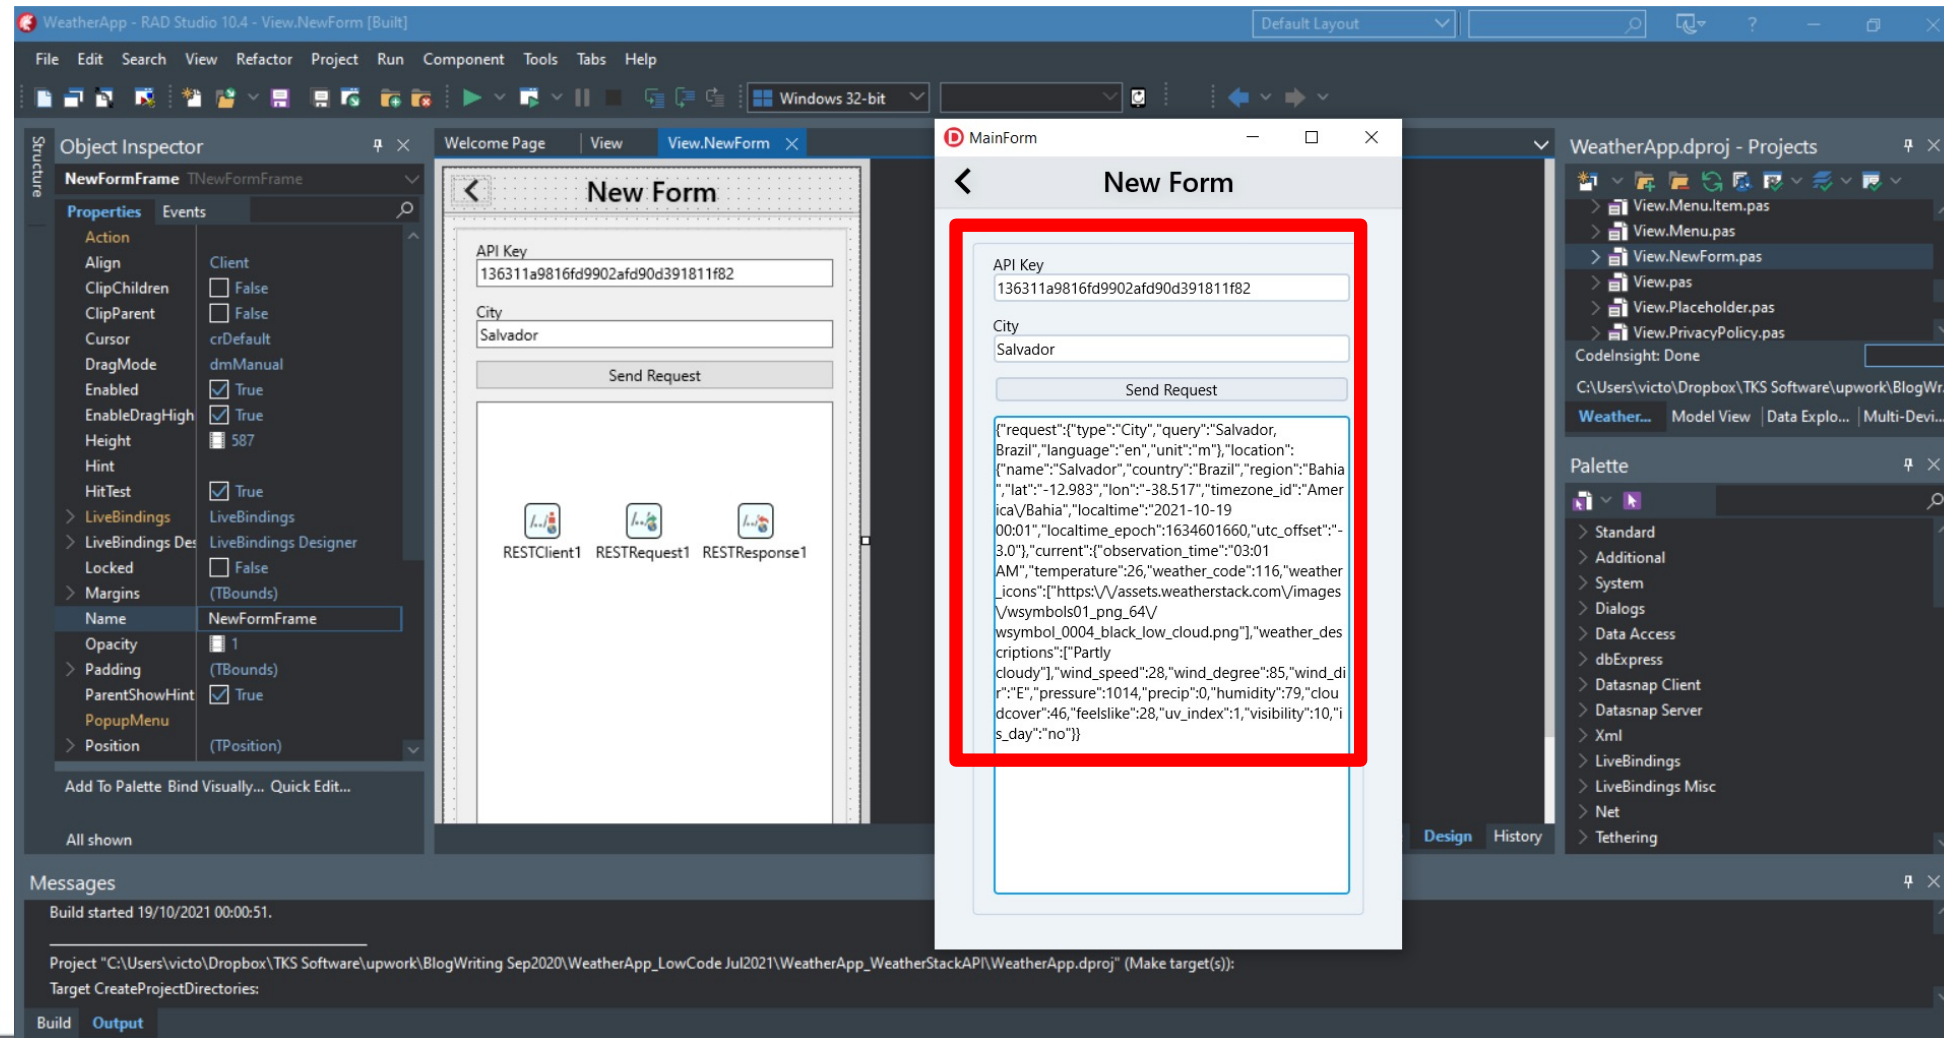 WeatherApp - RAD Studio 10.4 - View.NewForm [Built]
Default Layout
?
File Edit Search View Refactor Project Run Component Tools Tabs Help
Windows 32-bit
Structure
Object Inspector
NewFormFrame TNewFormFrame
Properties Events
Action
Align Client
ClipChildren False
ClipParent False
Cursor crDefault
DragMode dmManual
Enabled True
EnableDragHigh True
Height 587
Hint
HitTest True
LiveBindings LiveBindings
LiveBindings Des LiveBindings Designer
Locked False
Margins (TBounds)
Name NewFormFrame
Opacity 1
Padding (TBounds)
ParentShowHint True
PopupMenu
Position (TPosition)
Add To Palette Bind Visually... Quick Edit...
All shown
Welcome Page View View.NewForm
New Form
API Key
136311a9816fd9902afd90d391811f82
City
Salvador
Send Request
RESTClient1 RESTRequest1 RESTResponse1
MainForm
New Form
API Key
136311a9816fd9902afd90d391811f82
City
Salvador
Send Request
{"request":{"type":"City","query":"Salvador,
Brazil","language":"en","unit":"m"},"location":
{"name":"Salvador","country":"Brazil","region":"Bahia
","lat":"-12.983","lon":"-38.517","timezone_id":"Amer
ica\/Bahia","localtime":"2021-10-19
00:01","localtime_epoch":1634601660,"utc_offset":"-
3.0"},"current":{"observation_time":"03:01
AM","temperature":26,"weather_code":116,"weather
_icons":["https:\/\/assets.weatherstack.com\/images
\/wsymbols01_png_64\/
wsymbol_0004_black_low_cloud.png"],"weather_des
criptions":["Partly
cloudy"],"wind_speed":28,"wind_degree":85,"wind_di
r":"E","pressure":1014,"precip":0,"humidity":79,"clou
dcover":46,"feelslike":28,"uv_index":1,"visibility":10,"i
s_day":"no"}}
Design History
WeatherApp.dproj - Projects
View.Menu.Item.pas
View.Menu.pas
View.NewForm.pas
View.pas
View.Placeholder.pas
View.PrivacyPolicy.pas
CodeInsight: Done
C:\Users\victo\Dropbox\TKS Software\upwork\BlogWr...
Weather... Model View Data Explo... Multi-Devi...
Palette
Standard
Additional
System
Dialogs
Data Access
dbExpress
Datasnap Client
Datasnap Server
Xml
LiveBindings
LiveBindings Misc
Net
Tethering
Messages
Build started 19/10/2021 00:00:51.
Project "C:\Users\victo\Dropbox\TKS Software\upwork\BlogWriting Sep2020\WeatherApp_LowCode Jul2021\WeatherApp_WeatherStackAPI\WeatherApp.dproj" (Make target(s)):
Target CreateProjectDirectories:
Build Output